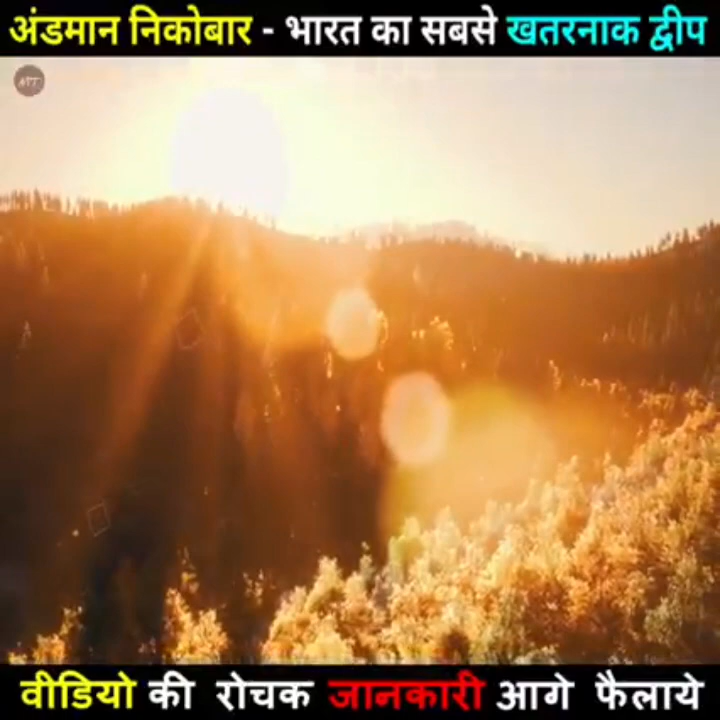 अंडमान निकोबार - भारत का सबसे खतरनाक द्वीप
वीडियो की रोचक जानकारी आगे फैलाये